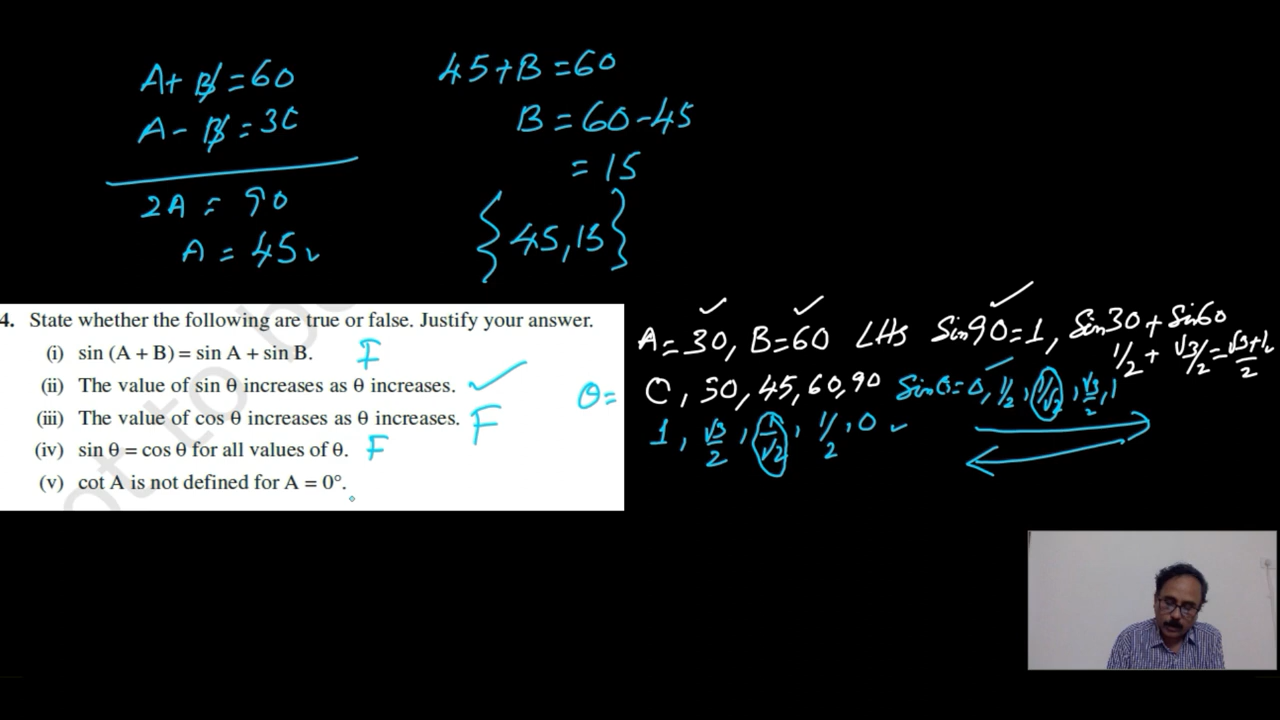 A + B = 60
A - B = 30
2A = 90
A = 45
45 + B = 60
B = 60 - 45
= 15
{45, 15}
4. State whether the following are true or false. Justify your answer.
(i) sin (A + B) = sin A + sin B. F
(ii) The value of sin θ increases as θ increases. ✓
(iii) The value of cos θ increases as θ increases. F
(iv) sin θ = cos θ for all values of θ. F
(v) cot A is not defined for A = 0°.
A = 30, B = 60 LHS Sin90 = 1, Sin30 + Sin60
1/2 + √3/2 = √3+1/2
θ = 0, 30, 45, 60, 90 Sinθ = 0, 1/2, 1/√2, √3/2, 1
1, √3/2, 1/√2, 1/2, 0